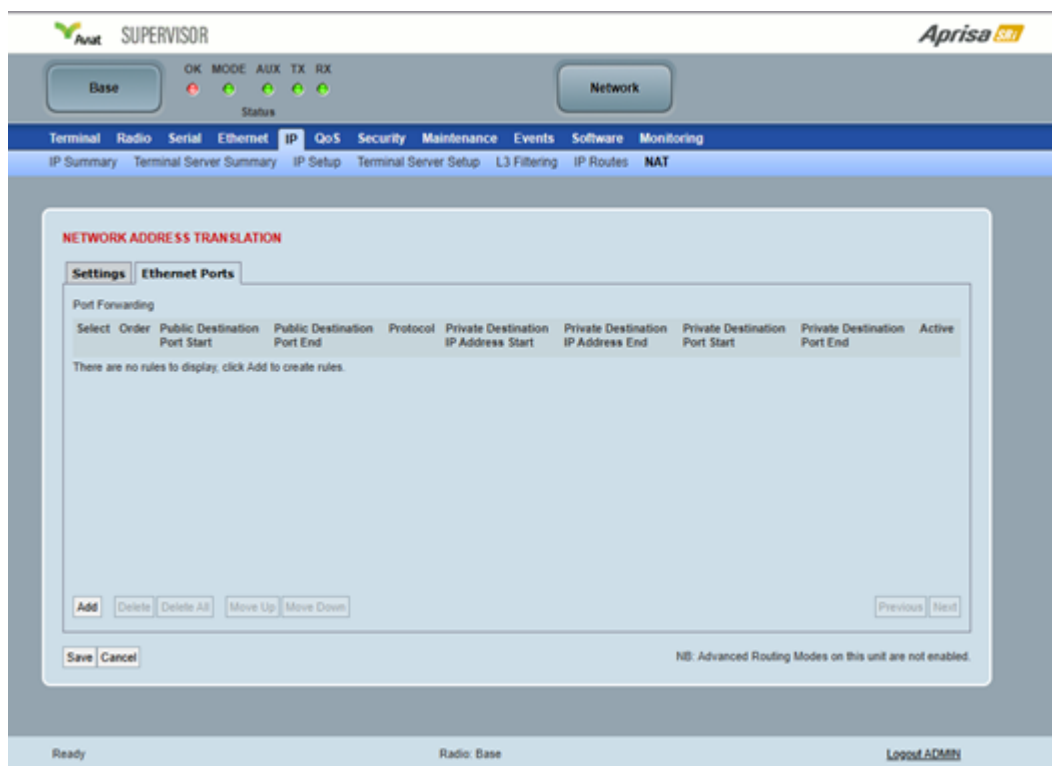 Aviat SUPERVISOR Aprisa SRi
OK MODE AUX TX RX
Base Network
Status
Terminal Radio Serial Ethernet IP QoS Security Maintenance Events Software Monitoring
IP Summary Terminal Server Summary IP Setup Terminal Server Setup L3 Filtering IP Routes NAT
NETWORK ADDRESS TRANSLATION
Settings Ethernet Ports
Port Forwarding
Select Order Public Destination Public Destination Protocol Private Destination Private Destination Private Destination Private Destination Active
Port Start Port End IP Address Start IP Address End Port Start Port End
There are no rules to display, click Add to create rules.
Add Delete Delete All Move Up Move Down Previous Next
Save Cancel NB: Advanced Routing Modes on this unit are not enabled.
Ready Radio: Base Logout ADMIN